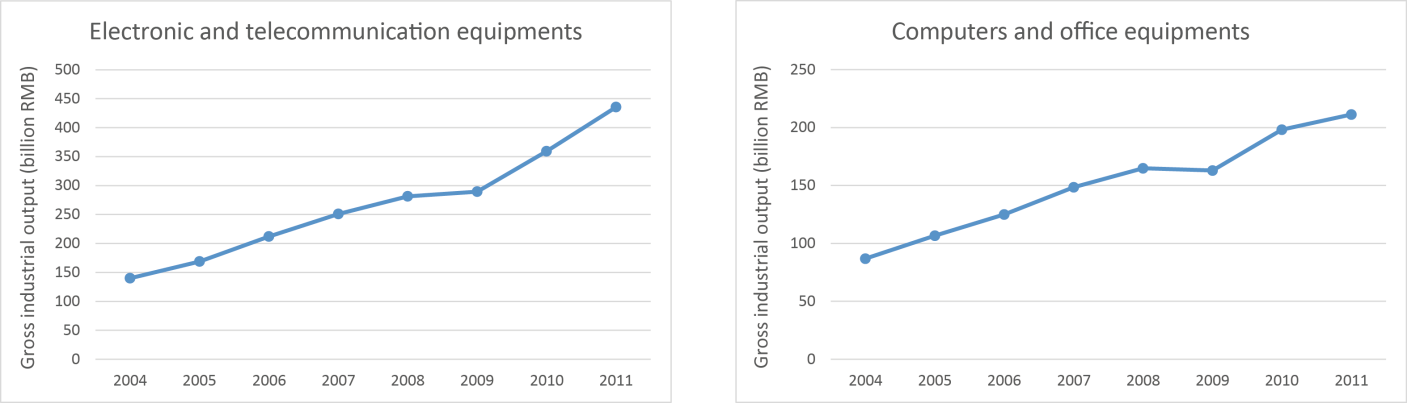 Electronic and telecommunication equipments
Gross industrial output (billion RMB)
500
450
400
350
300
250
200
150
100
50
0
2004 2005 2006 2007 2008 2009 2010 2011
Computers and office equipments
Gross industrial output (billion RMB)
250
200
150
100
50
0
2004 2005 2006 2007 2008 2009 2010 2011